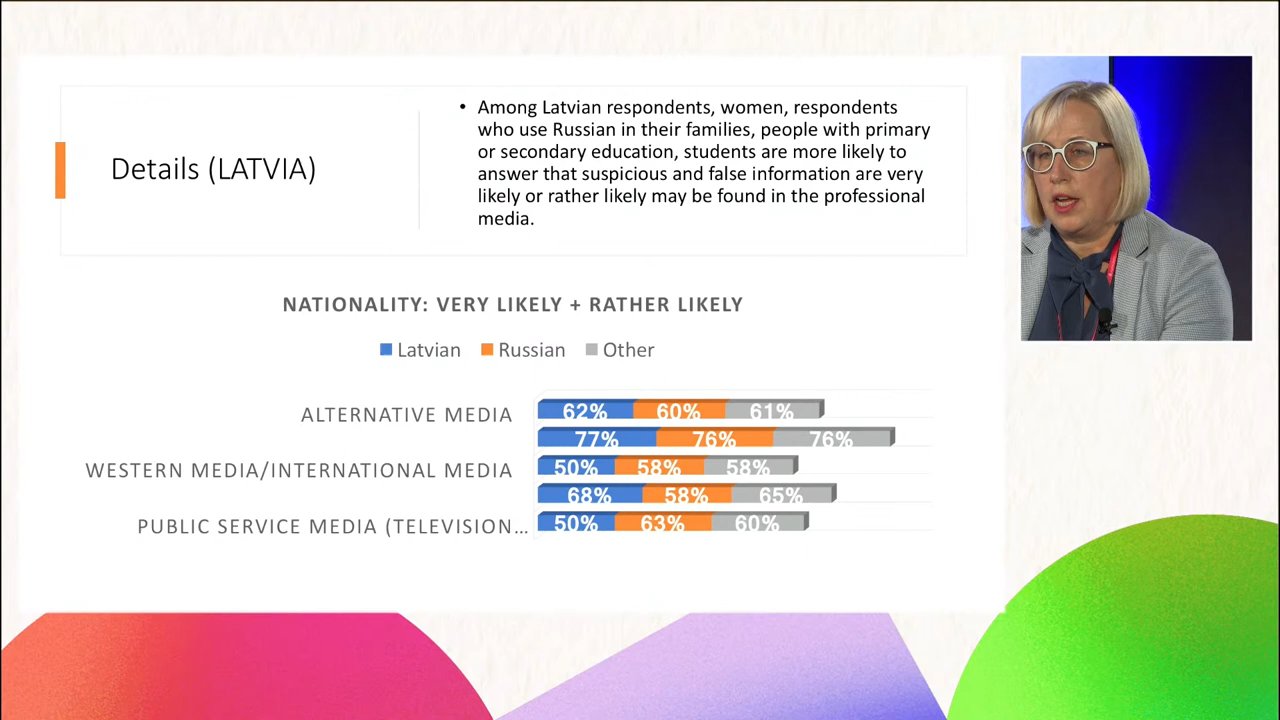 Details (LATVIA)
• Among Latvian respondents, women, respondents
who use Russian in their families, people with primary
or secondary education, students are more likely to
answer that suspicious and false information are very
likely or rather likely may be found in the professional
media.
NATIONALITY: VERY LIKELY + RATHER LIKELY
Latvian Russian Other
ALTERNATIVE MEDIA 62% 60% 61%
77% 76% 76%
WESTERN MEDIA/INTERNATIONAL MEDIA 50% 58% 58%
68% 58% 65%
PUBLIC SERVICE MEDIA (TELEVISION… 50% 63% 60%